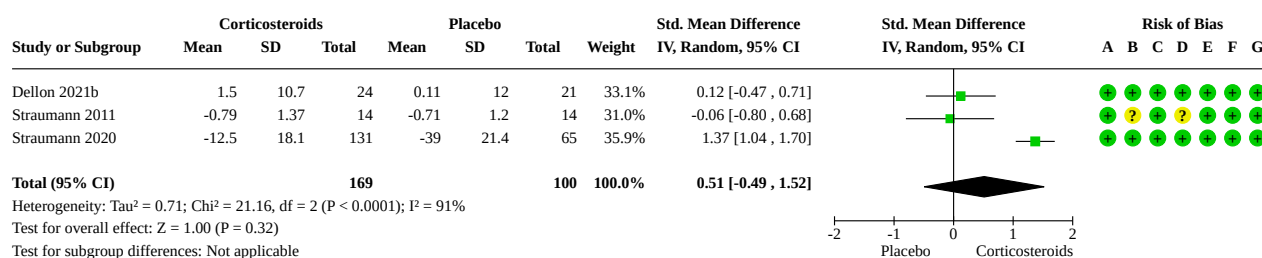 Corticosteroids Placebo Std. Mean Difference Std. Mean Difference Risk of Bias
Study or Subgroup Mean SD Total Mean SD Total Weight IV, Random, 95% CI IV, Random, 95% CI A B C D E F G
Dellon 2021b 1.5 10.7 24 0.11 12 21 33.1% 0.12 [-0.47 , 0.71] + + + + + + +
Straumann 2011 -0.79 1.37 14 -0.71 1.2 14 31.0% -0.06 [-0.80 , 0.68] + ? + ? + + +
Straumann 2020 -12.5 18.1 131 -39 21.4 65 35.9% 1.37 [1.04 , 1.70] + + + + + + +
Total (95% CI) 169 100 100.0% 0.51 [-0.49 , 1.52]
Heterogeneity: Tau² = 0.71; Chi² = 21.16, df = 2 (P < 0.0001); I² = 91%
Test for overall effect: Z = 1.00 (P = 0.32) -2 -1 0 1 2
Test for subgroup differences: Not applicable Placebo Corticosteroids